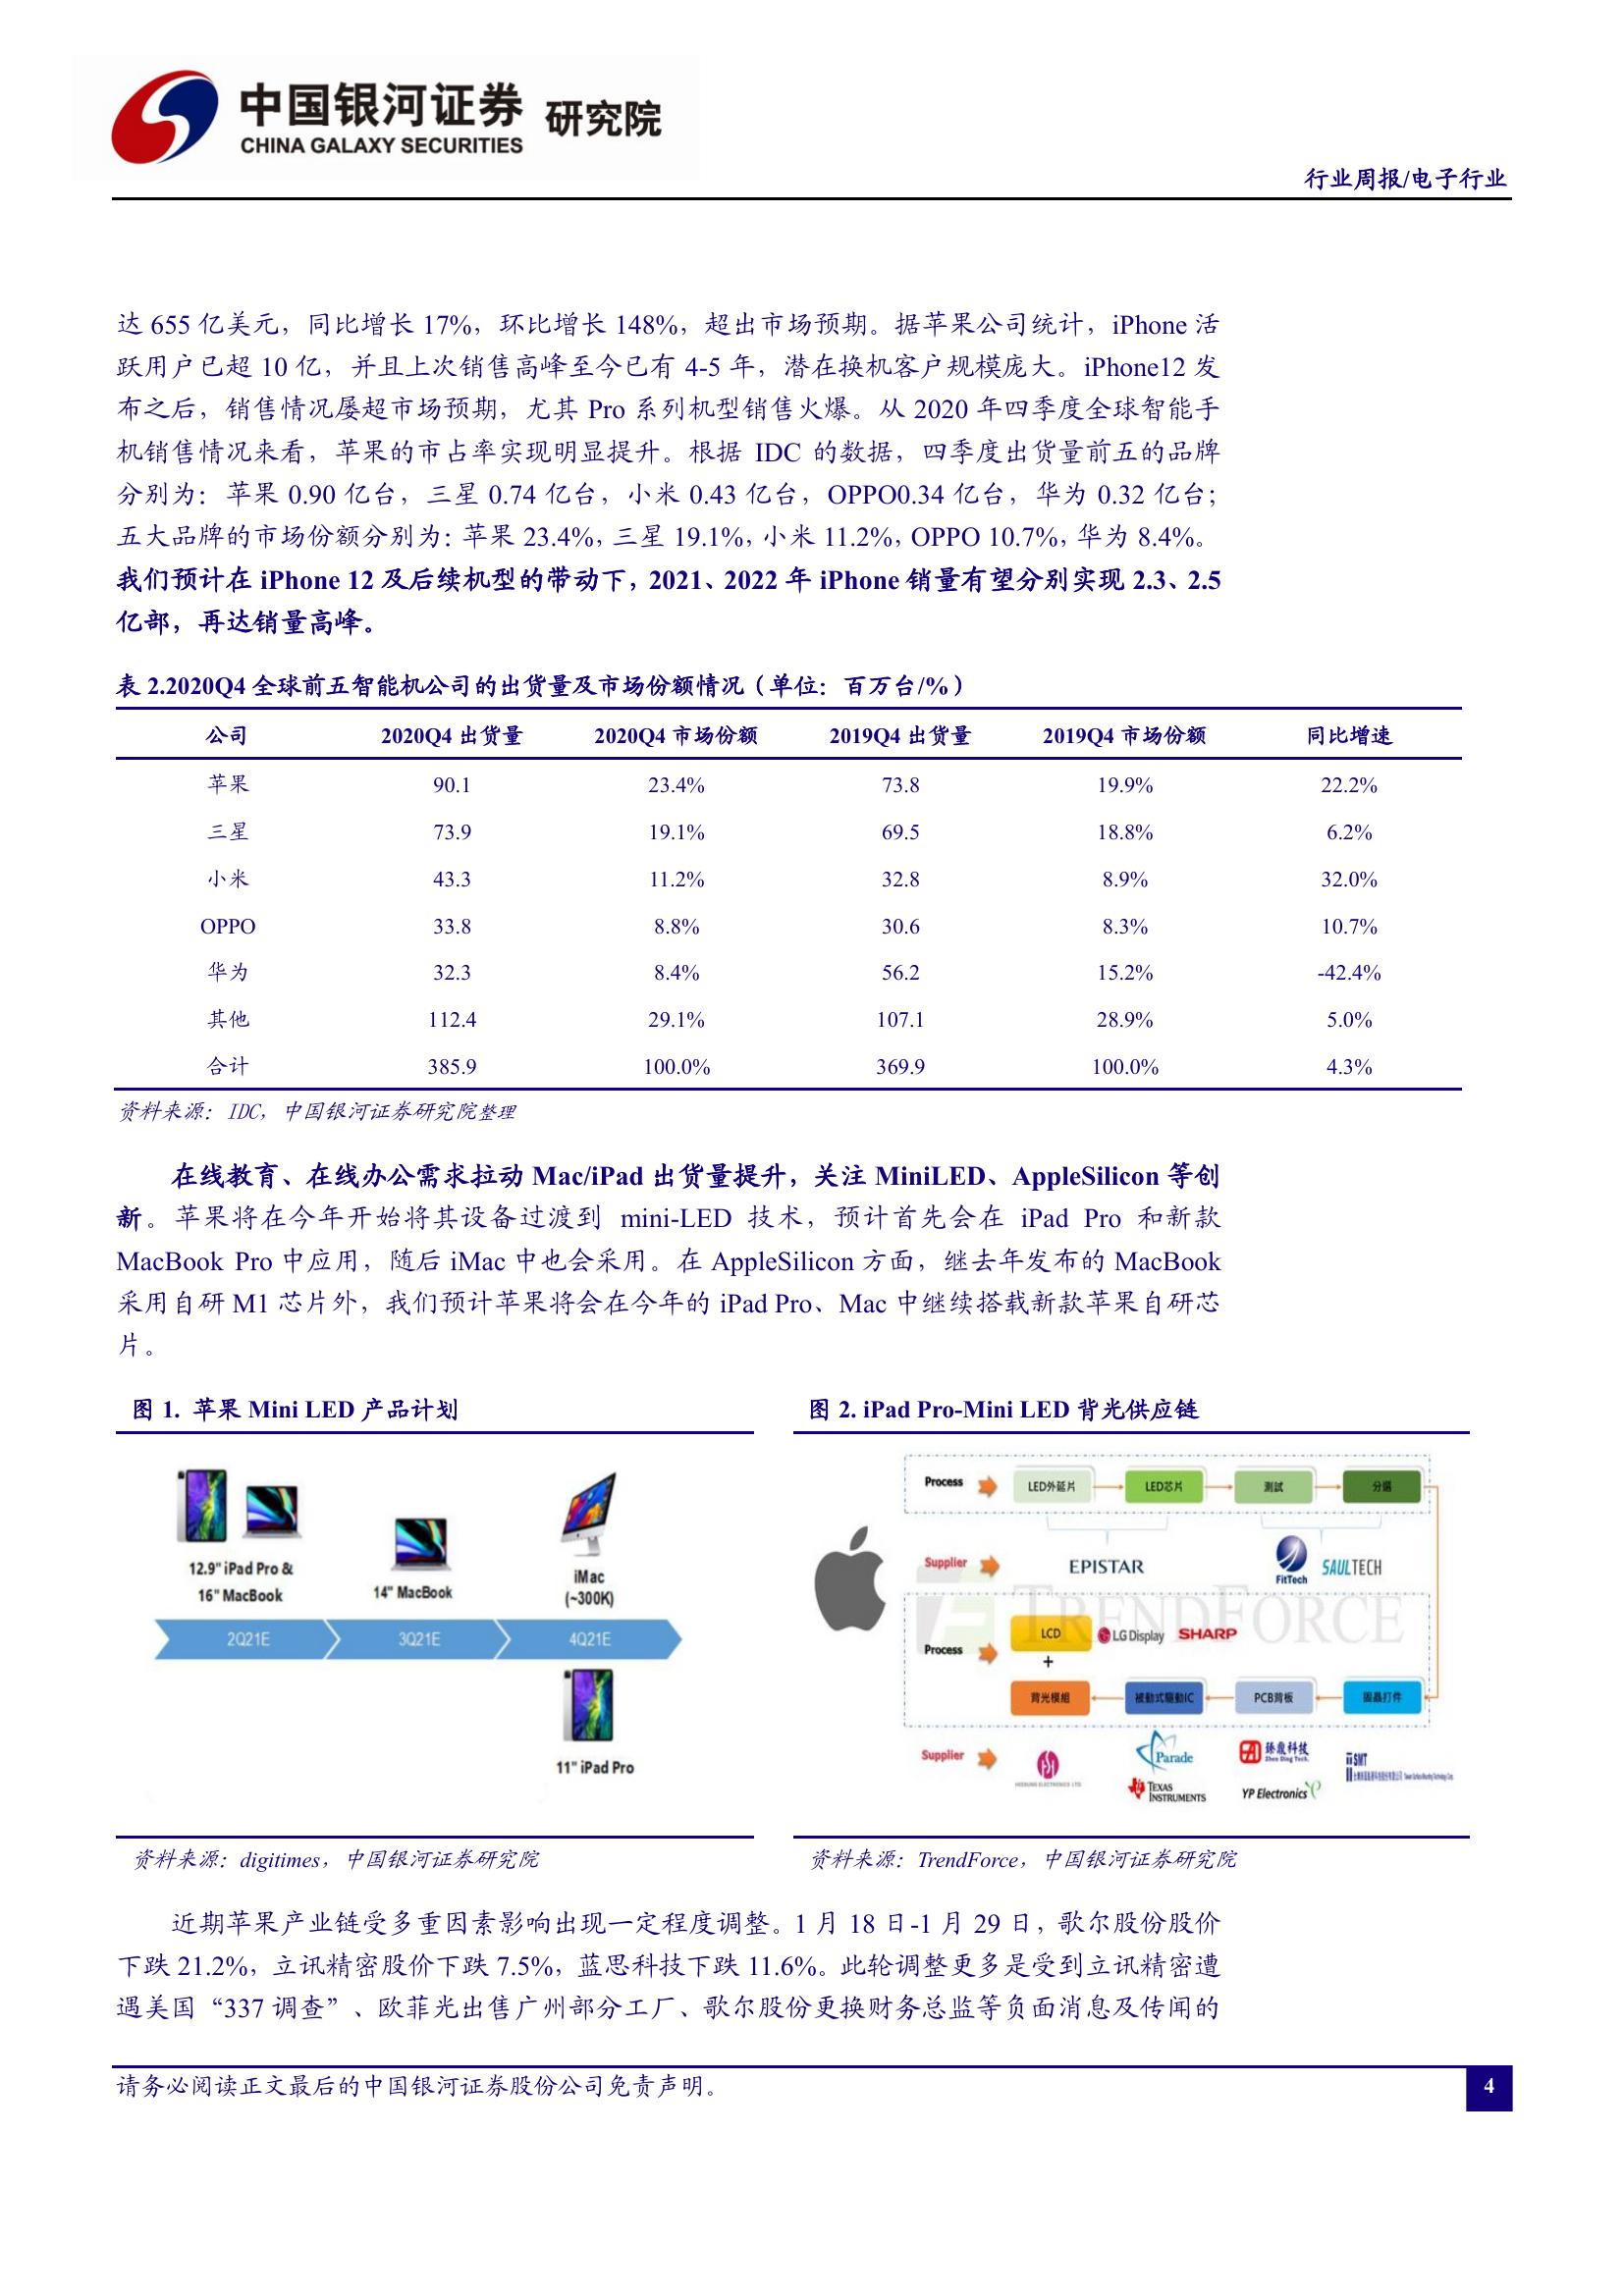 中国银河证券 研究院
CHINA GALAXY SECURITIES
行业周报/电子行业
达 655 亿美元，同比增长 17%，环比增长 148%，超出市场预期。据苹果公司统计，iPhone 活
跃用户已超 10 亿，并且上次销售高峰至今已有 4-5 年，潜在换机客户规模庞大。iPhone12 发
布之后，销售情况屡超市场预期，尤其 Pro 系列机型销售火爆。从 2020 年四季度全球智能手
机销售情况来看，苹果的市占率实现明显提升。根据 IDC 的数据，四季度出货量前五的品牌
分别为：苹果 0.90 亿台，三星 0.74 亿台，小米 0.43 亿台，OPPO0.34 亿台，华为 0.32 亿台；
五大品牌的市场份额分别为：苹果 23.4%，三星 19.1%，小米 11.2%，OPPO 10.7%，华为 8.4%。
我们预计在 iPhone 12 及后续机型的带动下，2021、2022 年 iPhone 销量有望分别实现 2.3、2.5
亿部，再达销量高峰。
表 2.2020Q4 全球前五智能机公司的出货量及市场份额情况（单位：百万台/%）
公司 2020Q4 出货量 2020Q4 市场份额 2019Q4 出货量 2019Q4 市场份额 同比增速
苹果 90.1 23.4% 73.8 19.9% 22.2%
三星 73.9 19.1% 69.5 18.8% 6.2%
小米 43.3 11.2% 32.8 8.9% 32.0%
OPPO 33.8 8.8% 30.6 8.3% 10.7%
华为 32.3 8.4% 56.2 15.2% -42.4%
其他 112.4 29.1% 107.1 28.9% 5.0%
合计 385.9 100.0% 369.9 100.0% 4.3%
资料来源：IDC，中国银河证券研究院整理
在线教育、在线办公需求拉动 Mac/iPad 出货量提升，关注 MiniLED、AppleSilicon 等创
新。苹果将在今年开始将其设备过渡到 mini-LED 技术，预计首先会在 iPad Pro 和新款
MacBook Pro 中应用，随后 iMac 中也会采用。在 AppleSilicon 方面，继去年发布的 MacBook
采用自研 M1 芯片外，我们预计苹果将会在今年的 iPad Pro、Mac 中继续搭载新款苹果自研芯
片。
图 1. 苹果 Mini LED 产品计划
12.9" iPad Pro &
16" MacBook
14" MacBook
iMac
(~300K)
2Q21E 3Q21E 4Q21E
11" iPad Pro
资料来源：digitimes，中国银河证券研究院
图 2. iPad Pro-Mini LED 背光供应链
Process LED外延片 LED芯片 測試 分選
Supplier EPISTAR FitTech SAULTECH
TRENDFORCE
Process LCD LG Display SHARP
+
背光模組 被動式驅動IC PCB背板 固晶打件
Supplier Parade 臻鼎科技 SMT
Zhen Ding Tech.
TEXAS INSTRUMENTS YP Electronics
资料来源：TrendForce，中国银河证券研究院
近期苹果产业链受多重因素影响出现一定程度调整。1 月 18 日-1 月 29 日，歌尔股份股价
下跌 21.2%，立讯精密股价下跌 7.5%，蓝思科技下跌 11.6%。此轮调整更多是受到立讯精密遭
遇美国“337 调查”、欧菲光出售广州部分工厂、歌尔股份更换财务总监等负面消息及传闻的
请务必阅读正文最后的中国银河证券股份公司免责声明。
4